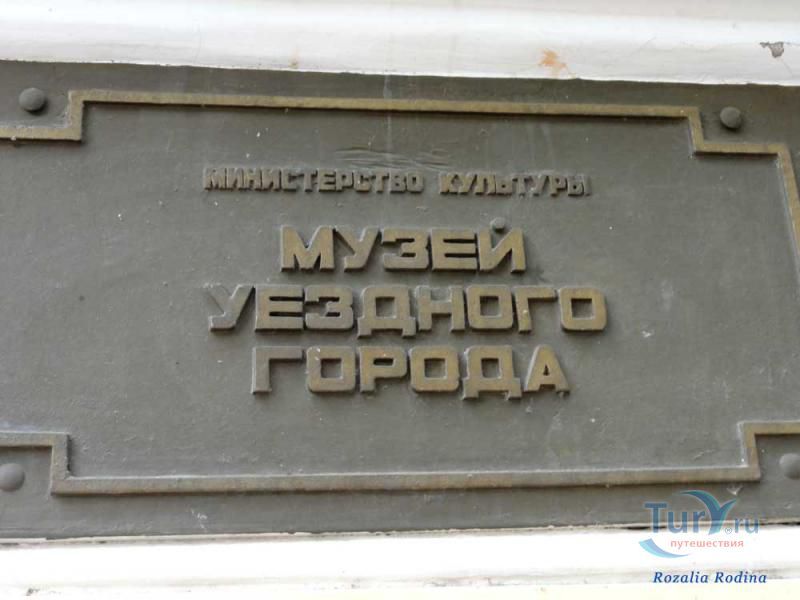 МИНИСТЕРСТВО КУЛЬТУРЫ
МУЗЕЙ
УЕЗДНОГО
ГОРОДА
Tury.ru
путешествия
Rozalia Rodina